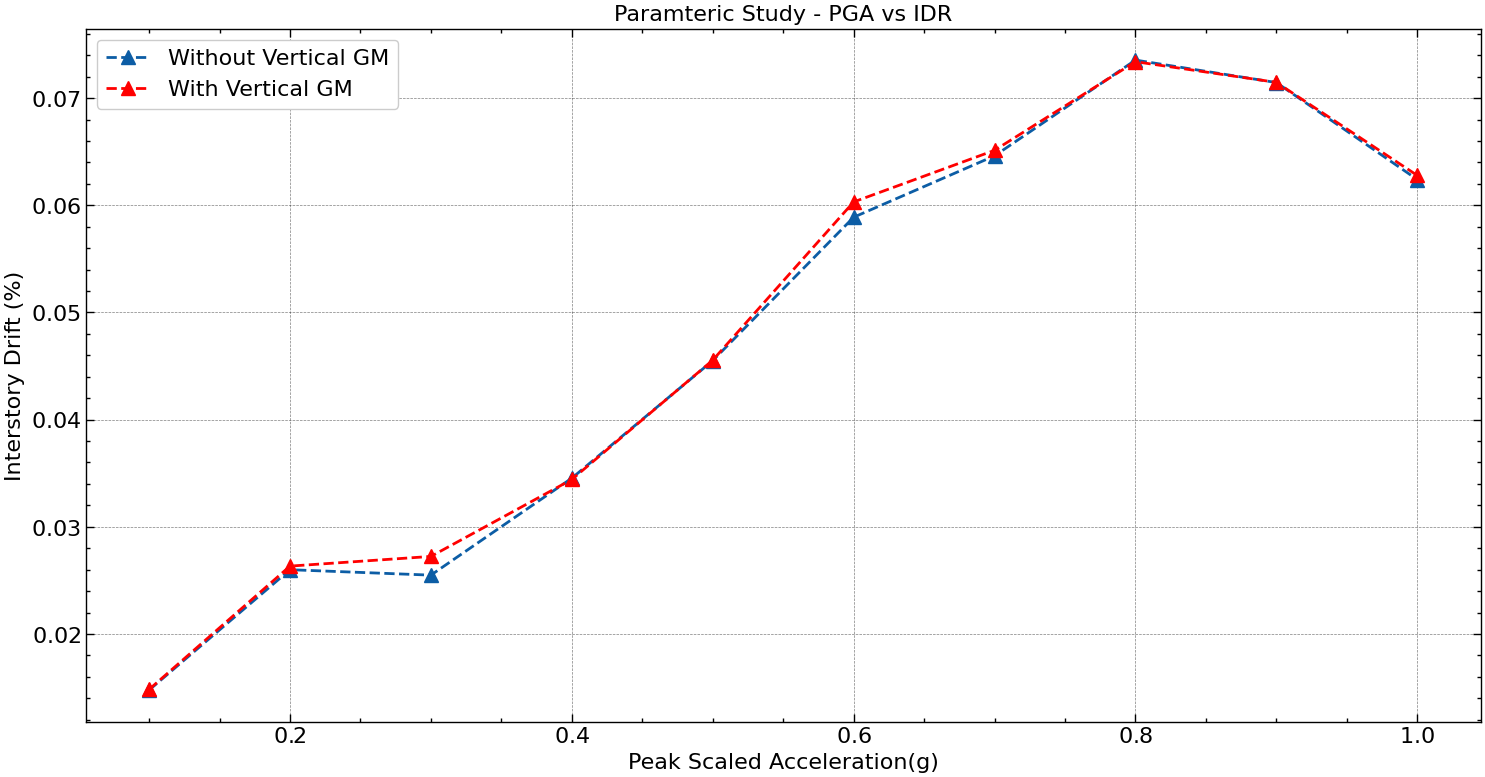 Paramteric Study - PGA vs IDR
Without Vertical GM
With Vertical GM
0.07
0.06
0.05
0.04
0.03
0.02
Interstory Drift (%)
0.2
0.4
0.6
0.8
1.0
Peak Scaled Acceleration(g)